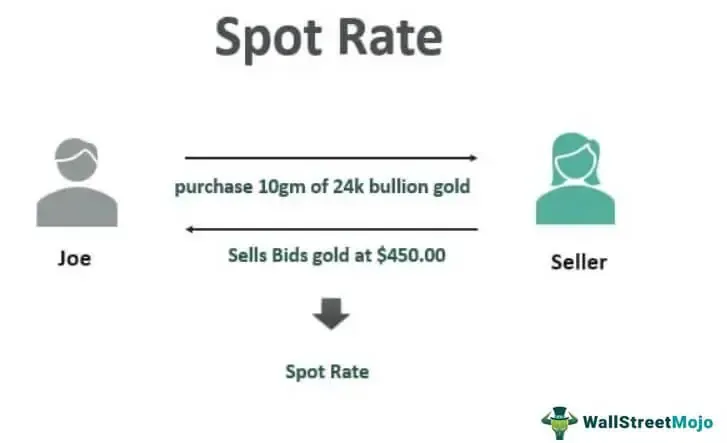 Spot Rate
purchase 10gm of 24k bullion gold
Joe
Sells Bids gold at $450.00
Seller
Spot Rate
WallStreetMojo